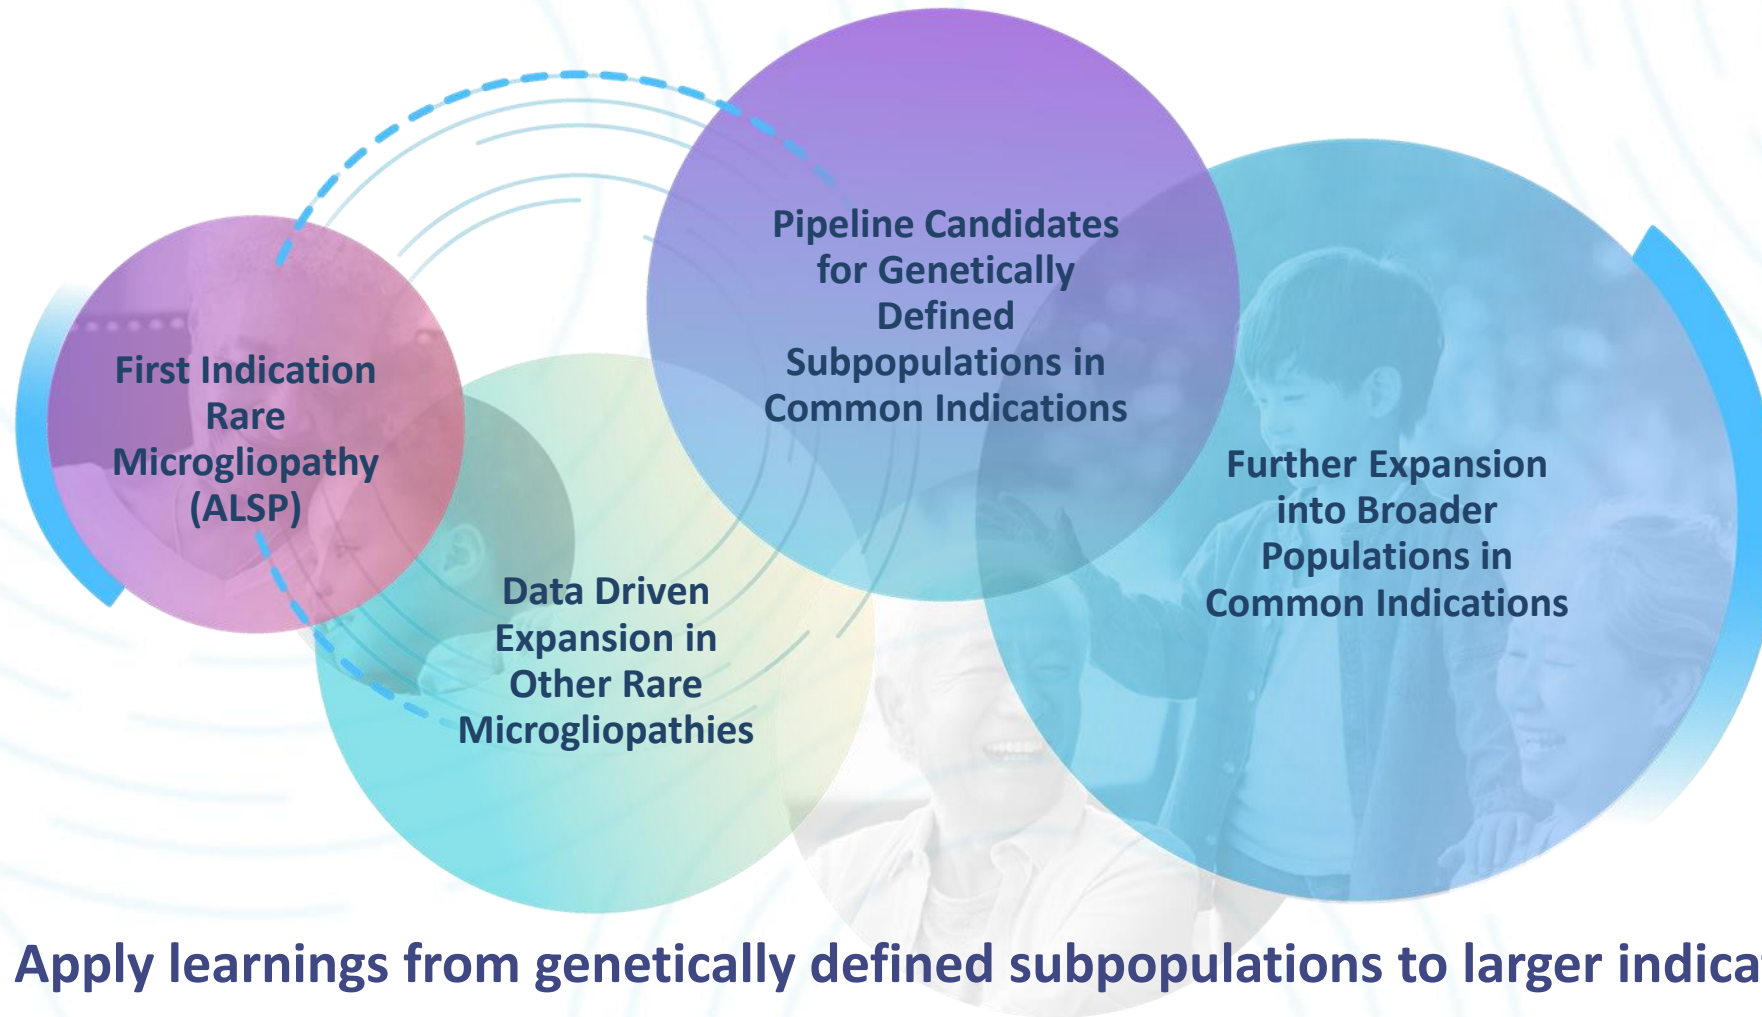 First Indication
Rare
Microgliopathy
(ALSP)
Data Driven
Expansion in
Other Rare
Microgliopathies
Pipeline Candidates
for Genetically
Defined
Subpopulations in
Common Indications
Further Expansion
into Broader
Populations in
Common Indications
Apply learnings from genetically defined subpopulations to larger indica